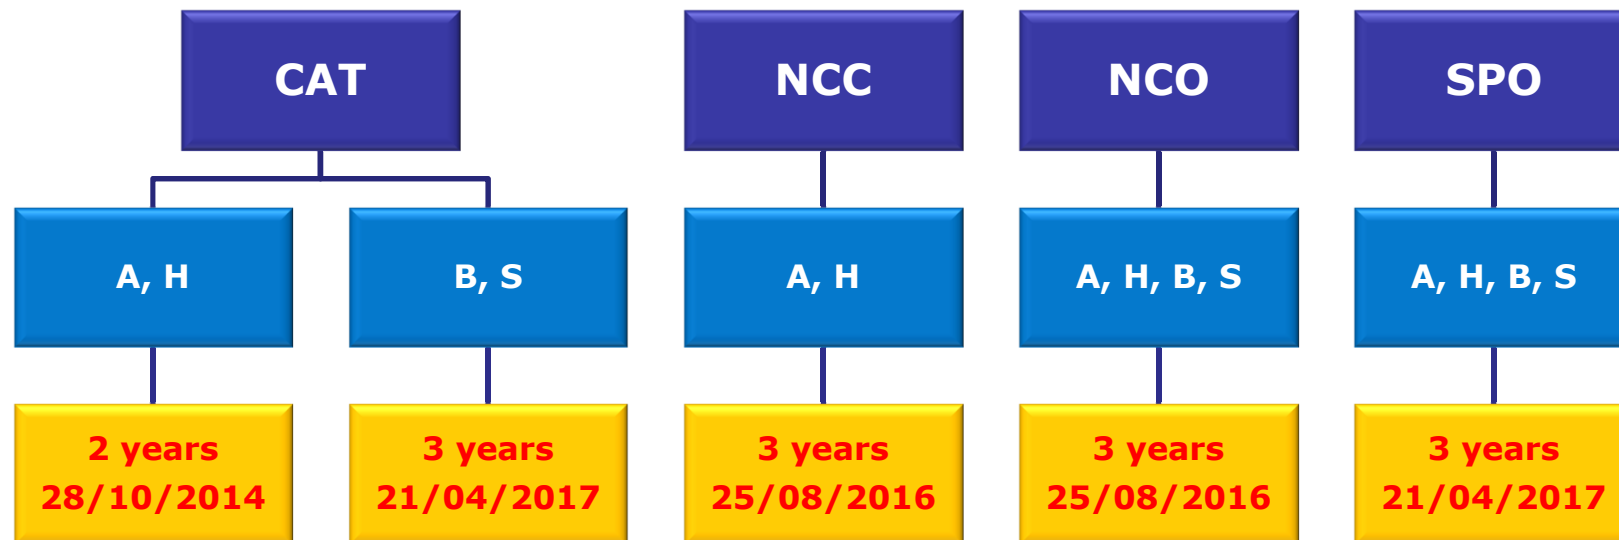 CAT
NCC
NCO
SPO
A, H
B, S
A, H
A, H, B, S
A, H, B, S
2 years
28/10/2014
3 years
21/04/2017
3 years
25/08/2016
3 years
25/08/2016
3 years
21/04/2017